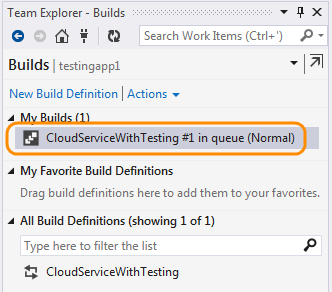 Team Explorer - Builds
Search Work Items (Ctrl+')
Builds | testingapp1
New Build Definition | Actions
My Builds (1)
CloudServiceWithTesting #1 in queue (Normal)
My Favorite Build Definitions
Drag build definitions here to add them to your favorites.
All Build Definitions (showing 1 of 1)
Type here to filter the list
CloudServiceWithTesting